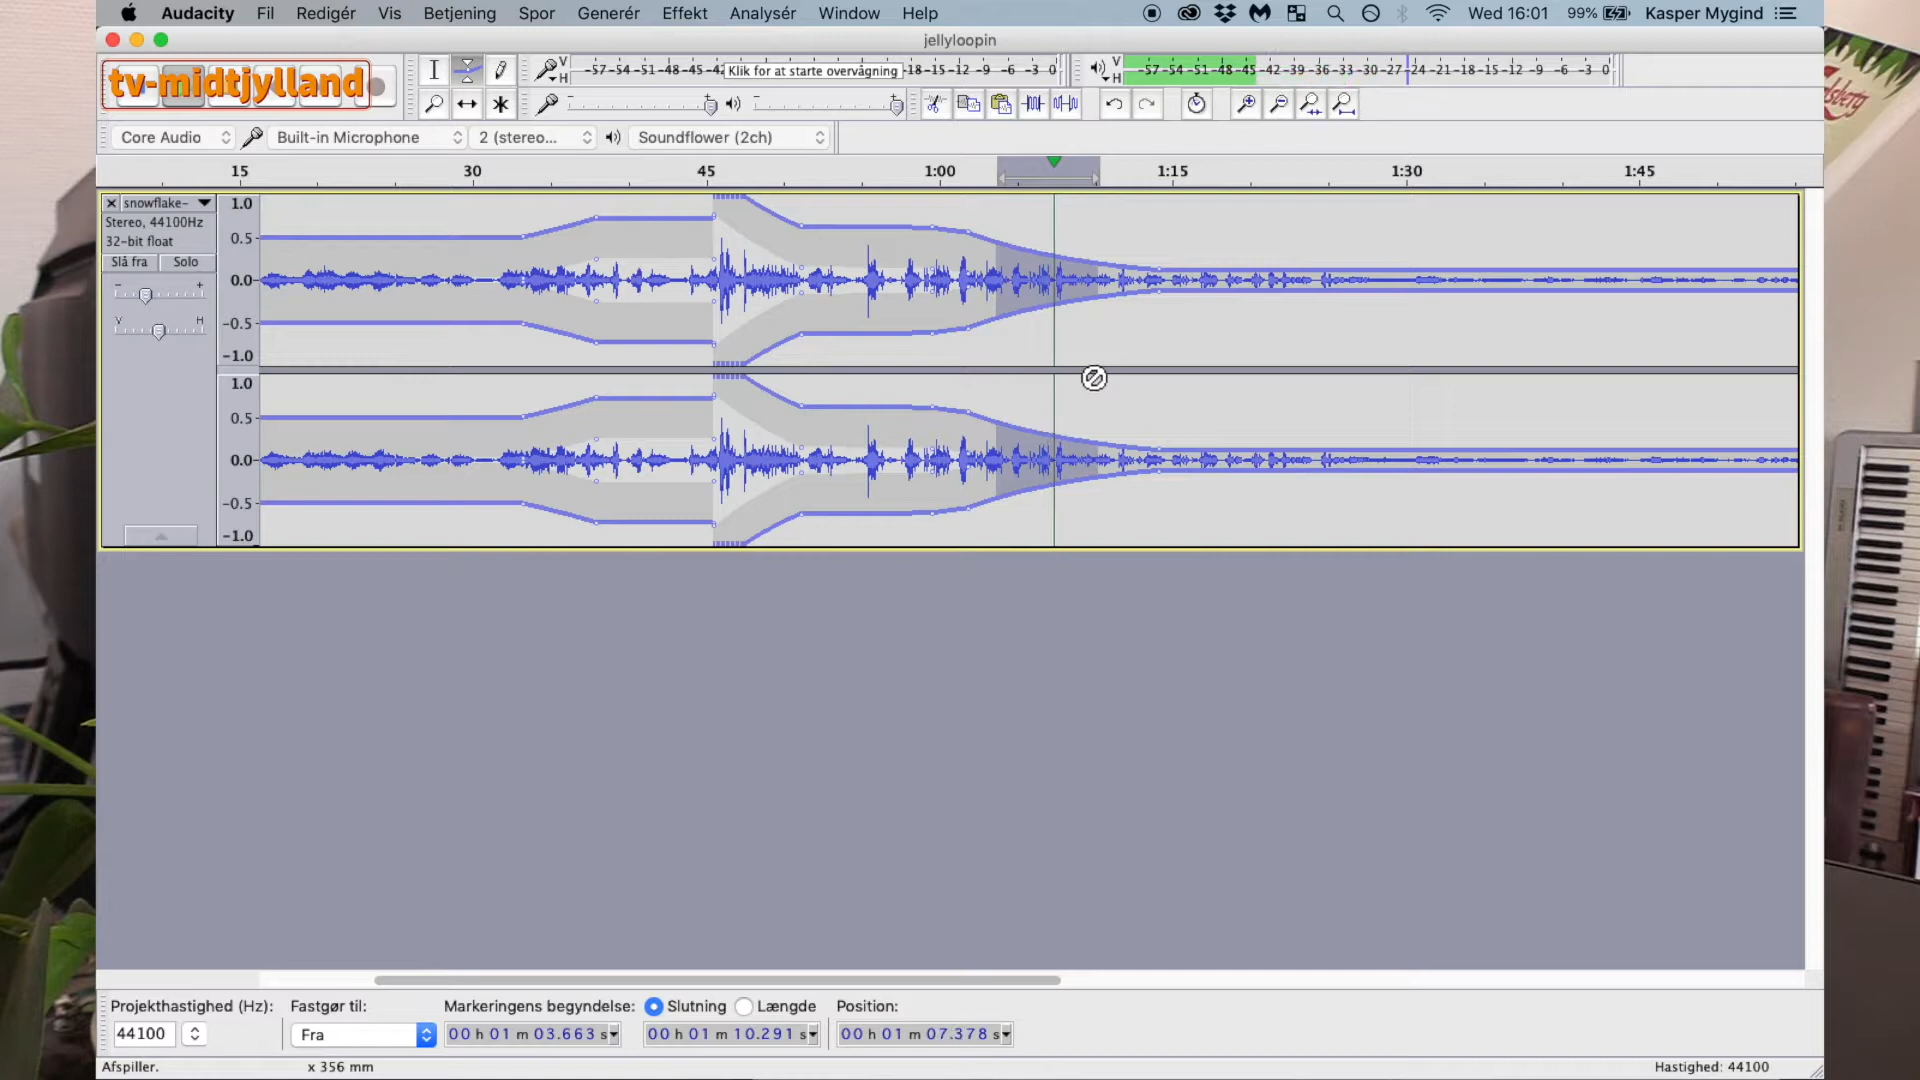 Audacity Fil Redigér Vis Betjening Spor Generér Effekt Analysér Window Help Wed 16:01 99% Kasper Mygind
jellyloopin
tv-midtjylland
V
H
-57-54-51-48-45-42 Klik for at starte overvågning -18-15-12 -9 -6 -3 0
V
H
-57-54-51-48-45-42-39-36-33-30-27-24-21-18-15-12 -9 -6 -3 0
Core Audio Built-in Microphone 2 (stereo... Soundflower (2ch)
15 30 45 1:00 1:15 1:30 1:45
snowflake-
Stereo, 44100Hz
32-bit float
Slå fra Solo
- +
V H
1.0
0.5
0.0
-0.5
-1.0
1.0
0.5
0.0
-0.5
-1.0
Projekthastighed (Hz): Fastgør til: Markeringens begyndelse: Slutning Længde Position:
44100 Fra 00 h 01 m 03.663 s 00 h 01 m 10.291 s 00 h 01 m 07.378 s
Afspiller. x 356 mm Hastighed: 44100